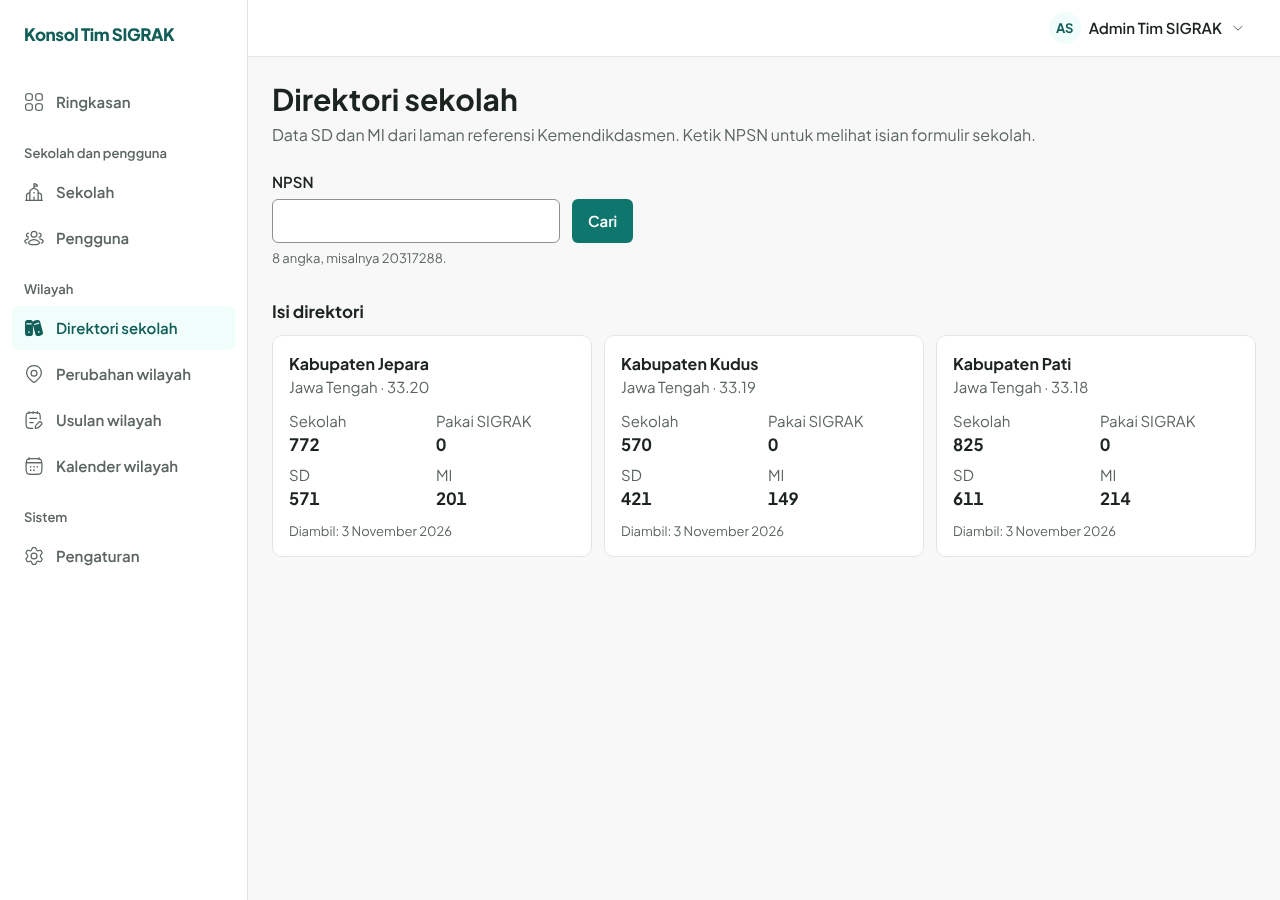 Konsol Tim SIGRAK
AS Admin Tim SIGRAK
Ringkasan
Sekolah dan pengguna
Sekolah
Pengguna
Wilayah
Direktori sekolah
Perubahan wilayah
Usulan wilayah
Kalender wilayah
Sistem
Pengaturan
Direktori sekolah
Data SD dan MI dari laman referensi Kemendikdasmen. Ketik NPSN untuk melihat isian formulir sekolah.
NPSN
Cari
8 angka, misalnya 20317288.
Isi direktori
Kabupaten Jepara
Jawa Tengah · 33.20
Sekolah Pakai SIGRAK
772 0
SD MI
571 201
Diambil: 3 November 2026
Kabupaten Kudus
Jawa Tengah · 33.19
Sekolah Pakai SIGRAK
570 0
SD MI
421 149
Diambil: 3 November 2026
Kabupaten Pati
Jawa Tengah · 33.18
Sekolah Pakai SIGRAK
825 0
SD MI
611 214
Diambil: 3 November 2026